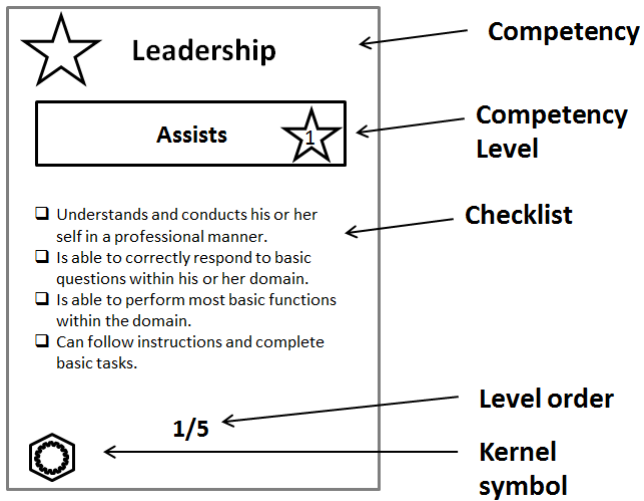 Leadership
Competency
Assists
1
Competency
Level
Understands and conducts his or her
self in a professional manner.
Is able to correctly respond to basic
questions within his or her domain.
Is able to perform most basic functions
within the domain.
Can follow instructions and complete
basic tasks.
Checklist
1/5
Level order
Kernel
symbol